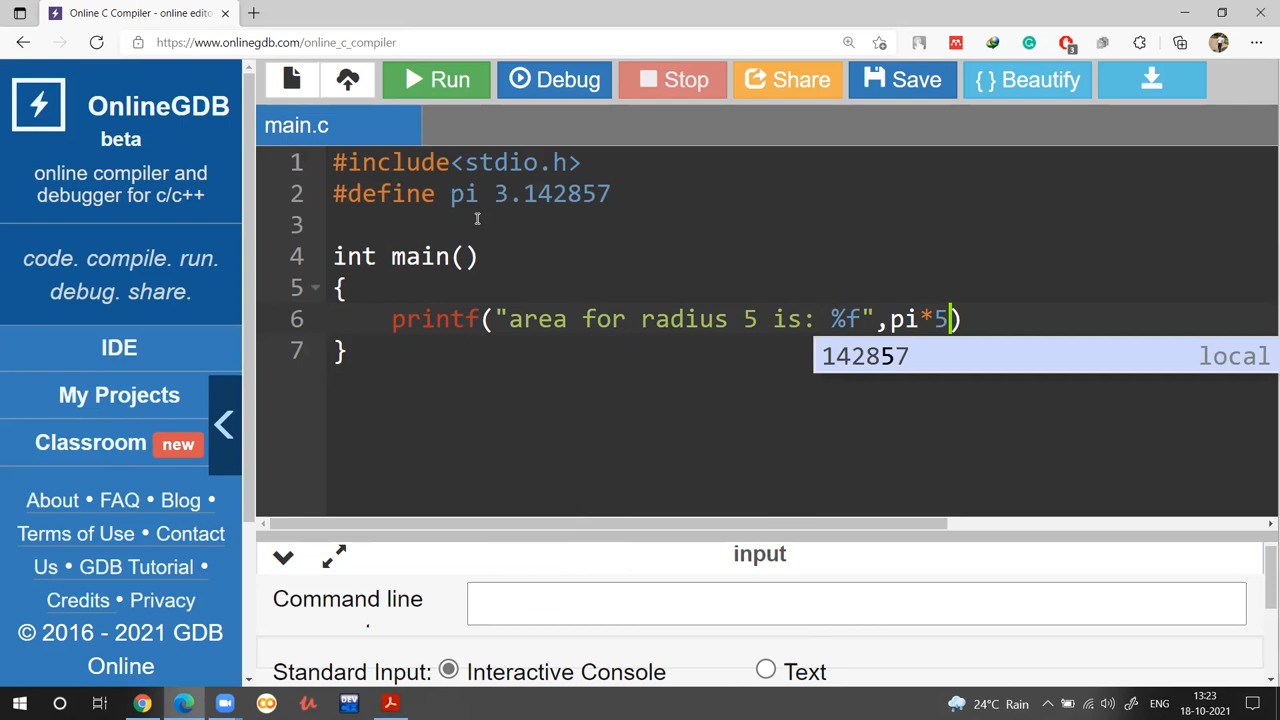 Online C Compiler - online edito
https://www.onlinegdb.com/online_c_compiler
3
OnlineGDB
beta
online compiler and
debugger for c/c++
code. compile. run.
debug. share.
IDE
My Projects
Classroom new
About • FAQ • Blog •
Terms of Use • Contact
Us • GDB Tutorial •
Credits • Privacy
© 2016 - 2021 GDB
Online
Run Debug Stop Share Save { } Beautify
main.c
1 #include<stdio.h>
2 #define pi 3.142857
3
4 int main()
5 {
6 printf("area for radius 5 is: %f",pi*5)
7 }
142857 local
input
Command line
Standard Input: Interactive Console Text
DEV
24°C Rain
ENG
13:23
18-10-2021